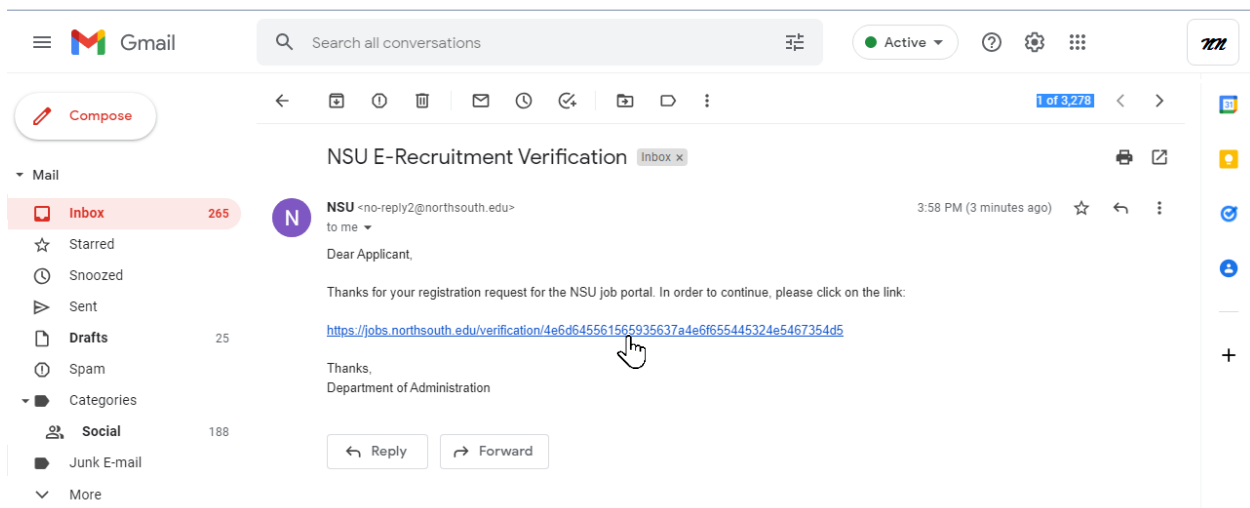 Gmail
Search all conversations
Active
nn
Compose
1 of 3,278
31
Mail
NSU E-Recruitment Verification Inbox x
Inbox 265
N
NSU <no-reply2@northsouth.edu> 3:58 PM (3 minutes ago)
to me
Starred
Dear Applicant,
Snoozed
Thanks for your registration request for the NSU job portal. In order to continue, please click on the link:
Sent
https://jobs.northsouth.edu/verification/4e6d645561565935637a4e6f655445324e5467354d5
Drafts 25
Spam
Thanks,
Department of Administration
Categories
Social 188
Reply Forward
Junk E-mail
More